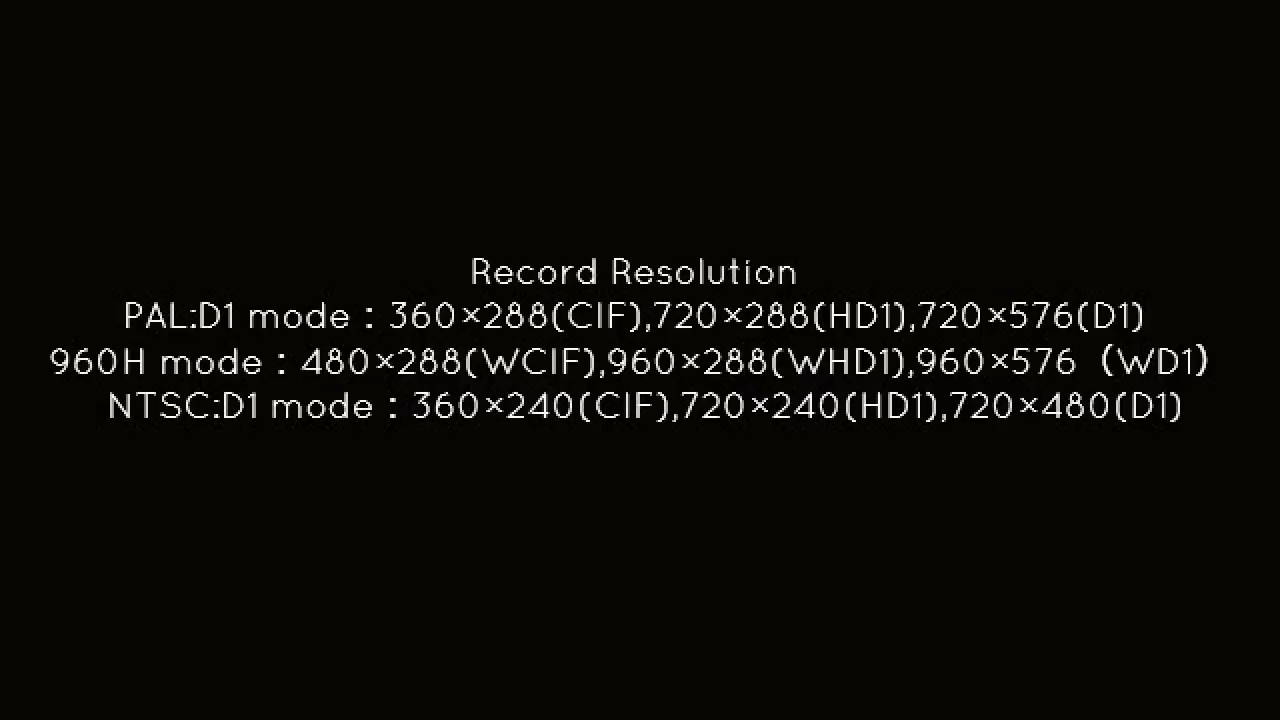 Record Resolution
PAL:D1 mode : 360×288(CIF),720×288(HD1),720×576(D1)
960H mode : 480×288(WCIF),960×288(WHD1),960×576 (WD1)
NTSC:D1 mode : 360×240(CIF),720×240(HD1),720×480(D1)